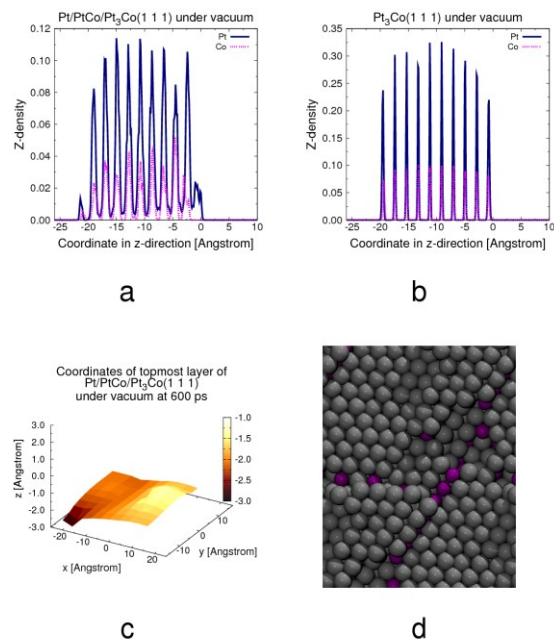 Pt/PtCo/Pt3Co(1 1 1) under vacuum
Z-density
0.12
0.10
0.08
0.06
0.04
0.02
0.00
Pt
Co
-25 -20 -15 -10 -5 0 5 10
Coordinate in z-direction [Angstrom]
a
Pt3Co(1 1 1) under vacuum
Z-density
0.35
0.30
0.25
0.20
0.15
0.10
0.05
0.00
Pt
Co
-25 -20 -15 -10 -5 0 5 10
Coordinate in z-direction [Angstrom]
b
Coordinates of topmost layer of
Pt/PtCo/Pt3Co(1 1 1)
under vacuum at 600 ps
z [Angstrom]
3.0
2.0
1.0
0.0
-1.0
-2.0
-3.0
-1.0
-1.5
-2.0
-2.5
-3.0
-20 -10 0 10 20
x [Angstrom]
-10 0 10
y [Angstrom]
c
d